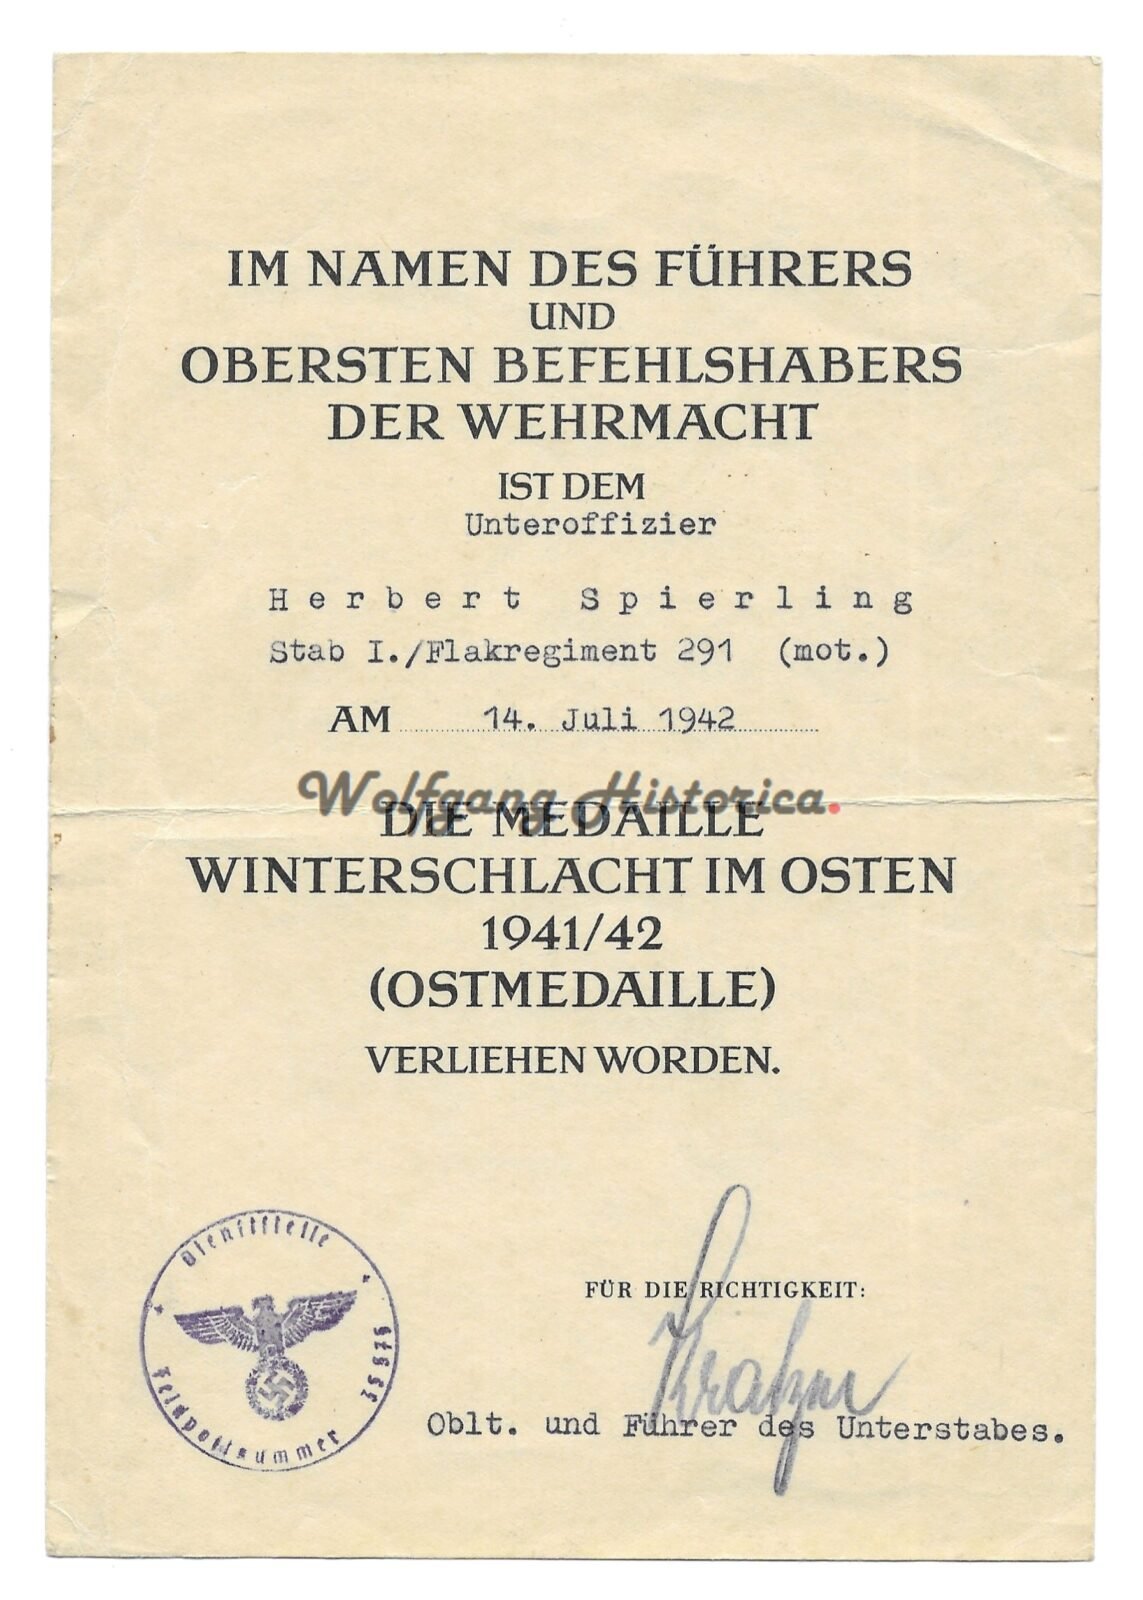 IM NAMEN DES FÜHRERS
UND
OBERSTEN BEFEHLSHABERS
DER WEHRMACHT
IST DEM
Unteroffizier
Herbert Spierling
Stab I./Flakregiment 291 (mot.)
AM 14. Juli 1942
Wolfgang Historica.
DIE MEDAILLE
WINTERSCHLACHT IM OSTEN
1941/42
(OSTMEDAILLE)
VERLIEHEN WORDEN.
FÜR DIE RICHTIGKEIT:
Oblt. und Führer des Unterstabes.
Dienststelle
Feldpostnummer